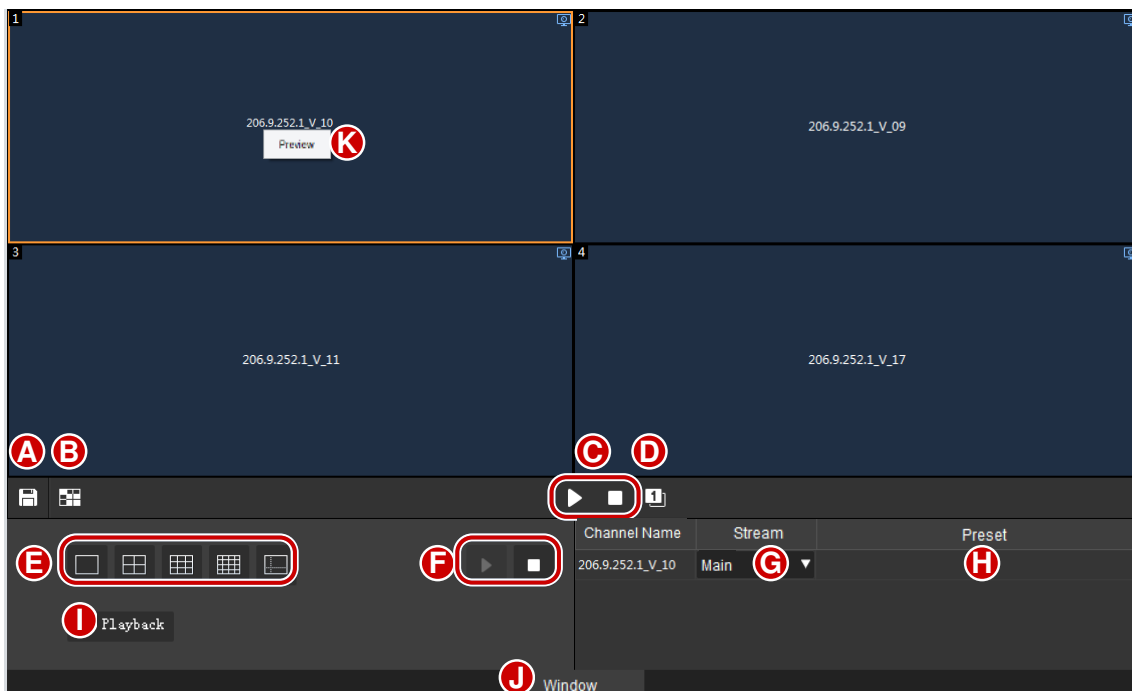 1
2
206.9.252.1_V_10
Preview
K
206.9.252.1_V_09
3
4
206.9.252.1_V_11
206.9.252.1_V_17
A B C D
1
Channel Name Stream Preset
E F 206.9.252.1_V_10 Main G H
I Playback
J Window